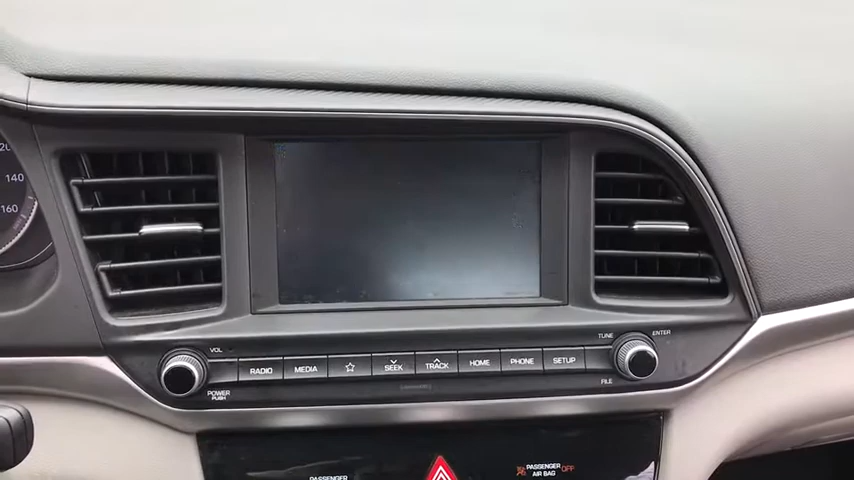 120
140
160
VOL
TUNE
ENTER
RADIO
MEDIA
SEEK
TRACK
HOME
PHONE
SETUP
POWER
PUSH
FILE
PASSENGER
PASSENGER
AIR BAG
OFF